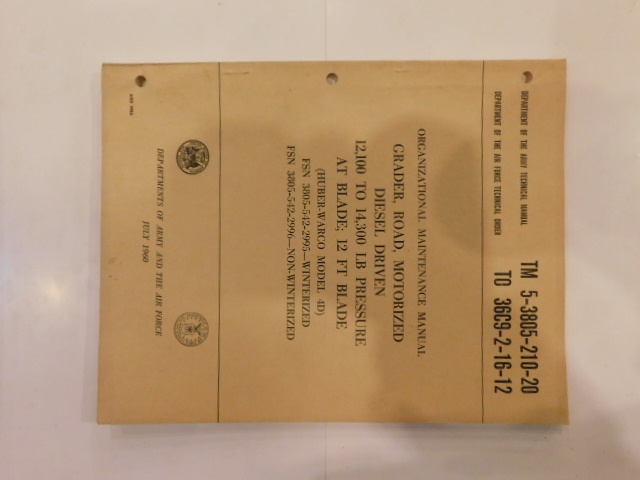 DEPARTMENT OF THE ARMY TECHNICAL MANUAL
TM 5-3805-210-20
DEPARTMENT OF THE AIR FORCE TECHNICAL ORDER
TO 36C9-2-16-12
ORGANIZATIONAL MAINTENANCE MANUAL
GRADER, ROAD, MOTORIZED
DIESEL DRIVEN
12,100 TO 14,300 LB PRESSURE
AT BLADE; 12 FT BLADE
(HUBER-WARCO MODEL 4D)
FSN 3805-542-2995—WINTERIZED
FSN 3805-542-2996—NON-WINTERIZED
DEPARTMENTS OF ARMY AND THE AIR FORCE
JULY 1960